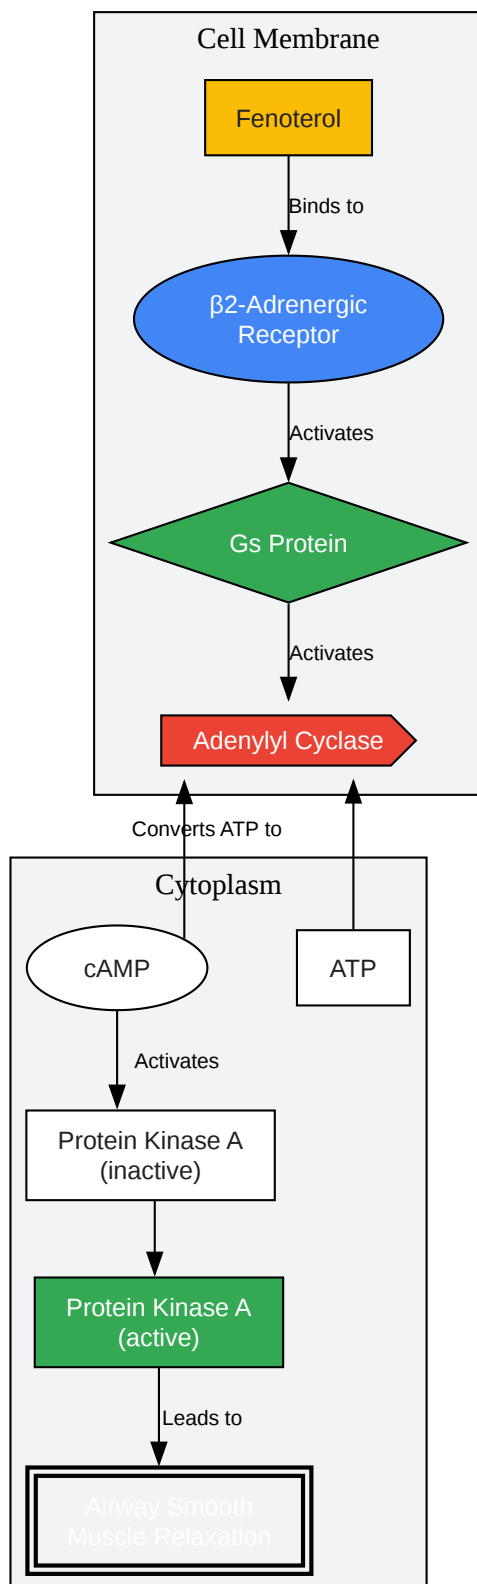 Cell Membrane
Fenoterol
Binds to
β2-Adrenergic
Receptor
Activates
Gs Protein
Activates
Adenylyl Cyclase
Converts ATP to
Cytoplasm
cAMP
ATP
Activates
Protein Kinase A
(inactive)
Protein Kinase A
(active)
Leads to
Airway Smooth
Muscle Relaxation